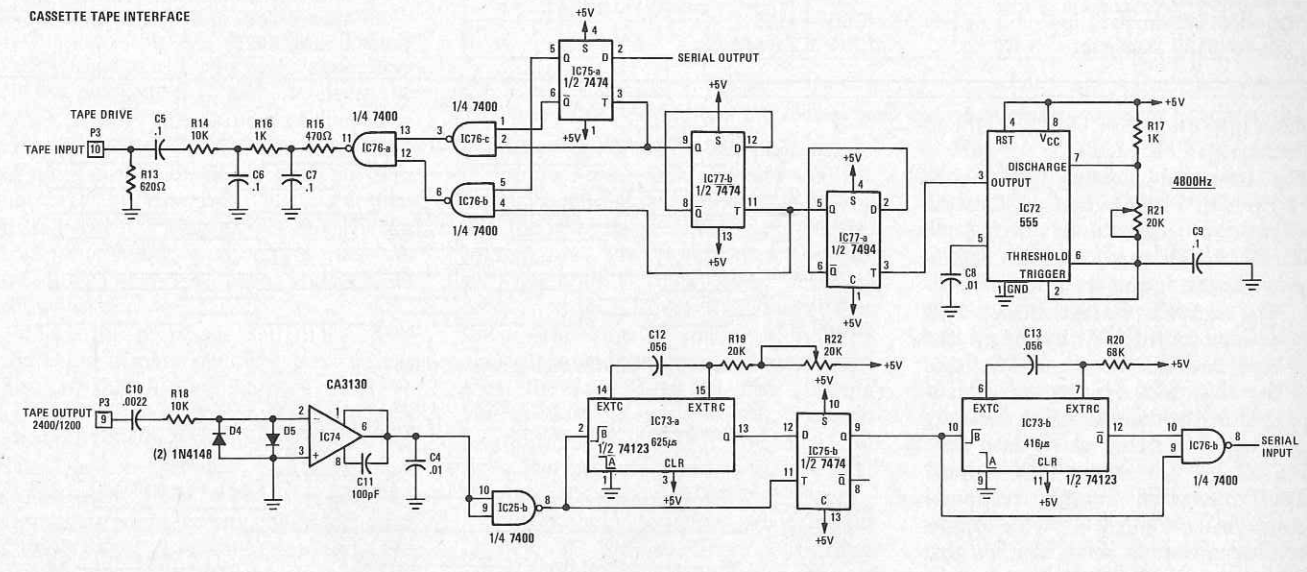 CASSETTE TAPE INTERFACE
+5V
4
5 Q S D 2
SERIAL OUTPUT
IC75-a
1/2 7474
6 Q T 3
1
+5V
TAPE DRIVE
P3
TAPE INPUT 10
R13
620Ω
C5
.1
R14
10K
R16
1K
R15
470Ω
C6
.1
C7
.1
1/4 7400
11 IC76-a 13
12
1/4 7400
3 IC76-c 1
2
6 IC76-b 5
4
1/4 7400
+5V
9 Q S D 12
IC77-b
1/2 7474
8 Q T 11
13
+5V
+5V
4
5 Q S D 2
IC77-a
1/2 7494
6 Q T 3
C
1
+5V
+5V
4 8
RST VCC
DISCHARGE 7
3 OUTPUT
IC72
555
5
THRESHOLD 6
TRIGGER
1 GND 2
C8
.01
R17
1K
4800Hz
R21
20K
C9
.1
TAPE OUTPUT
2400/1200
P3
9
C10
.0022
R18
10K
D4
D5
(2) 1N4148
CA3130
2 −
3 +
1
6
IC74
8
C11
100pF
C4
.01
10
9 IC25-b 8
1/4 7400
C12
.056
R19
20K
R22
20K
+5V
14 15
EXTC EXTRC
2 B
IC73-a
625µs
Q 13
1/2 74123
A CLR
1 3
+5V
+5V
10
12 D S Q 9
IC75-b
1/2 7474
11 T Q 8
C
13
+5V
C13
.056
R20
68K
+5V
6 7
EXTC EXTRC
10 B
IC73-b
416µs
Q 12
A CLR
9 11
+5V
1/2 74123
10
9 IC76-b 8
SERIAL
INPUT
1/4 7400